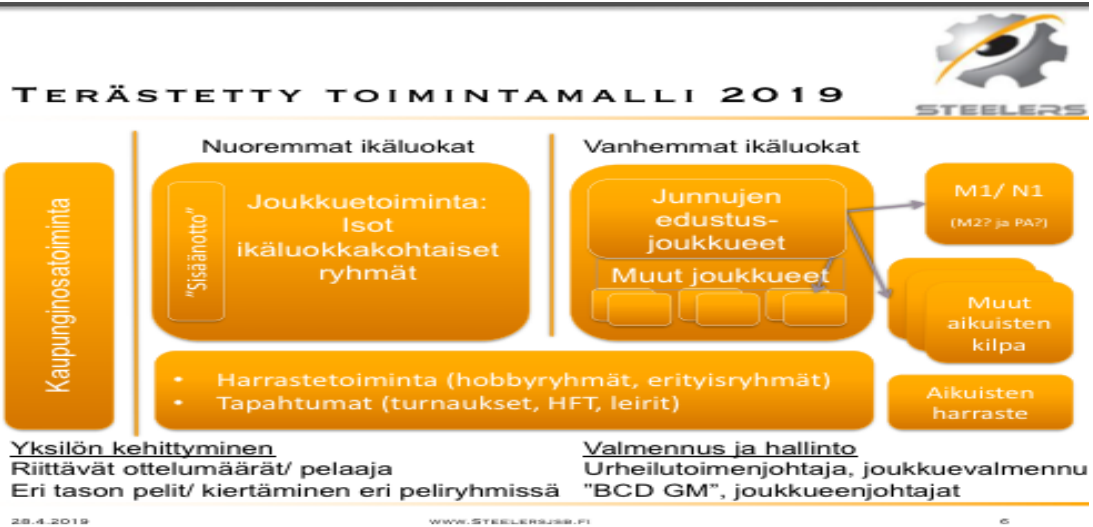 TERÄSTETTY TOIMINTAMALLI 2019
STEELERS
Nuoremmat ikäluokat
Vanhemmat ikäluokat
Kaupunginosatoiminta
"Sisäänotto"
Joukkuetoiminta:
Isot
ikäluokkakohtaiset
ryhmät
Junnujen
edustus-
joukkueet
Muut joukkueet
M1/ N1
(M2? ja PA?)
Muut
aikuisten
kilpa
• Harrastetoiminta (hobbyryhmät, erityisryhmät)
• Tapahtumat (turnaukset, HFT, leirit)
Aikuisten
harraste
Yksilön kehittyminen
Riittävät ottelumäärät/ pelaaja
Eri tason pelit/ kiertäminen eri peliryhmissä
Valmennus ja hallinto
Urheilutoimenjohtaja, joukkuevalmennu
"BCD GM", joukkueenjohtajat
28.4.2019
WWW.STEELERSJSB.FI
6